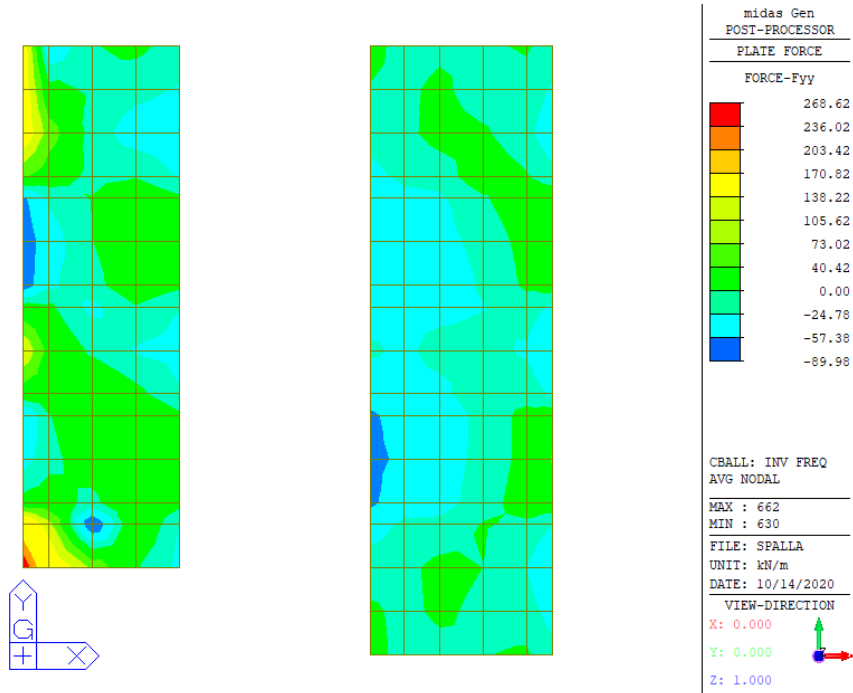 midas Gen
POST-PROCESSOR
PLATE FORCE
FORCE-Fyy
268.62
236.02
203.42
170.82
138.22
105.62
73.02
40.42
0.00
-24.78
-57.38
-89.98
CBALL: INV FREQ
AVG NODAL
MAX : 662
MIN : 630
FILE: SPALLA
UNIT: kN/m
DATE: 10/14/2020
VIEW-DIRECTION
X: 0.000
Y: 0.000
Z: 1.000
Y
G
X